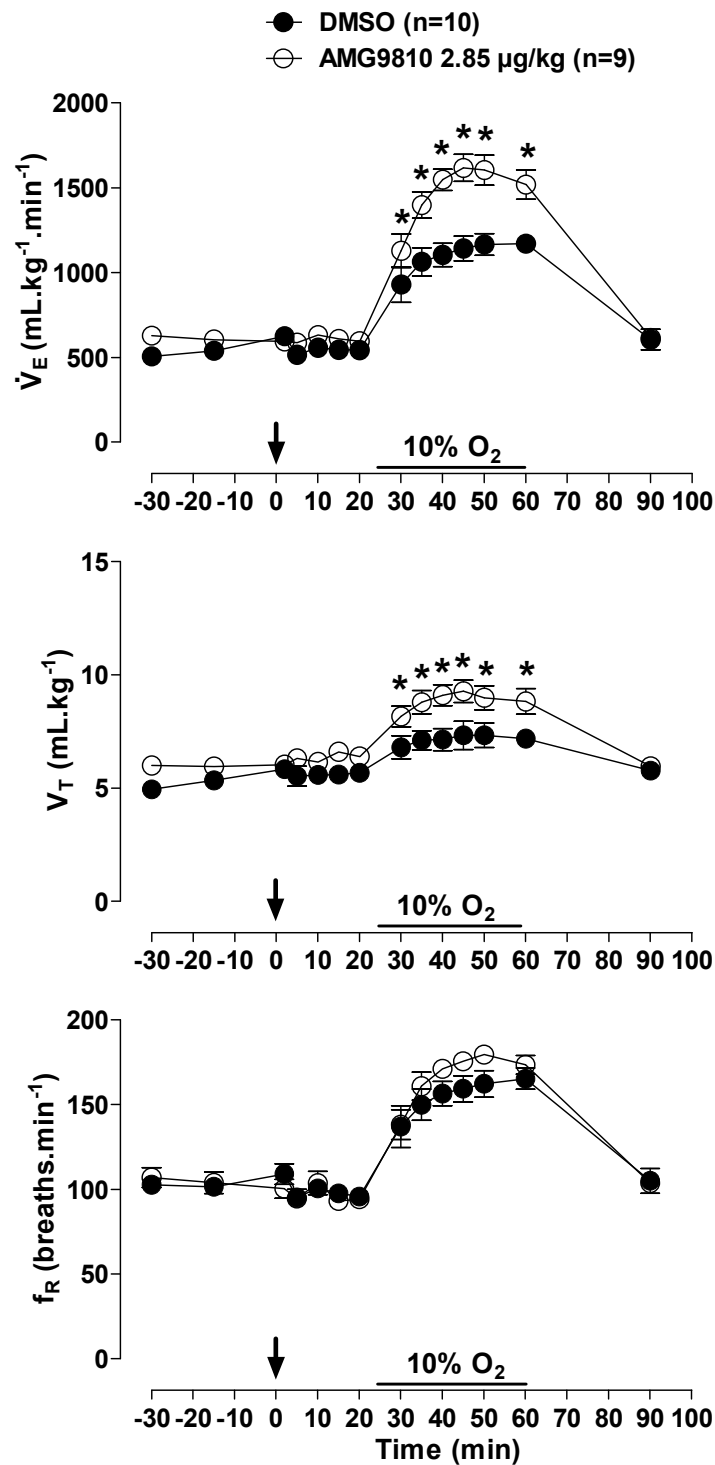 DMSO (n=10)
AMG9810 2.85 µg/kg (n=9)
2000
1500
1000
500
0
V̇E (mL.kg-1.min-1)
* * * * * *
10% O2
-30 -20 -10 0 10 20 30 40 50 60 70 80 90 100
15
10
5
0
VT (mL.kg-1)
* * * * * *
10% O2
-30 -20 -10 0 10 20 30 40 50 60 70 80 90 100
200
150
100
50
0
fR (breaths.min-1)
10% O2
-30 -20 -10 0 10 20 30 40 50 60 70 80 90 100
Time (min)